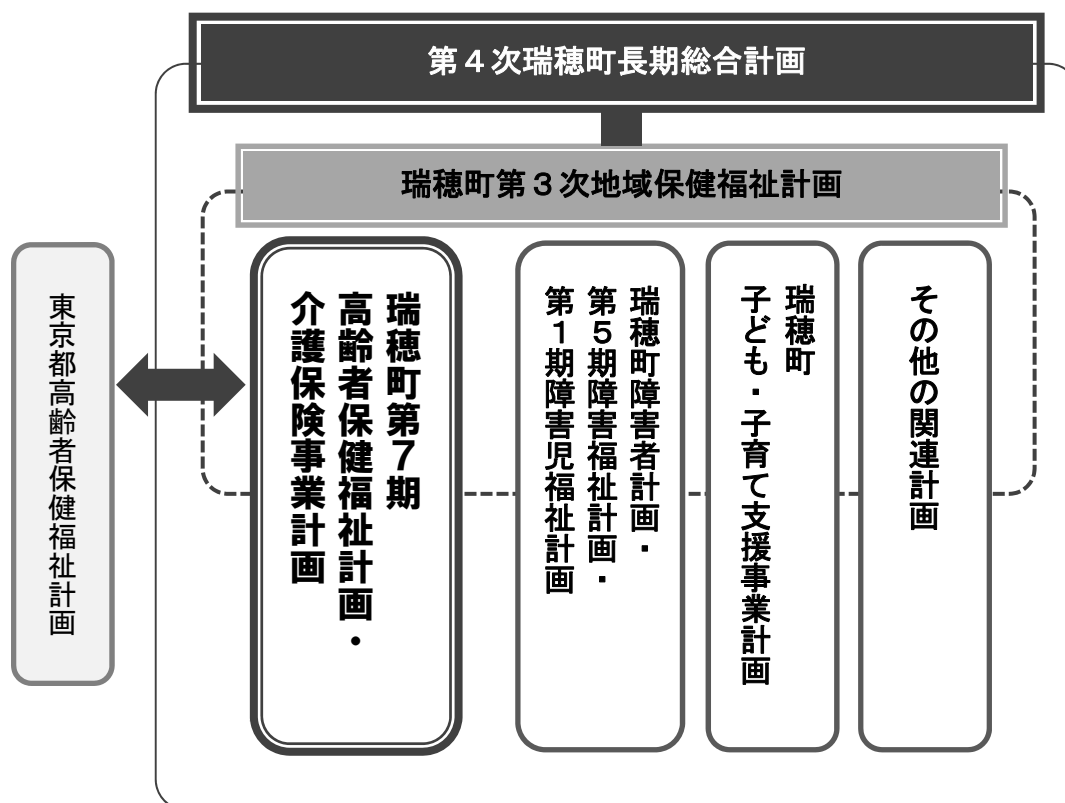 第４次瑞穂町長期総合計画
瑞穂町第３次地域保健福祉計画
東京都高齢者保健福祉計画
瑞穂町第７期
高齢者保健福祉計画・
介護保険事業計画
瑞穂町障害者計画・
第５期障害福祉計画・
第１期障害児福祉計画
瑞穂町
子ども・子育て支援事業計画
その他の関連計画